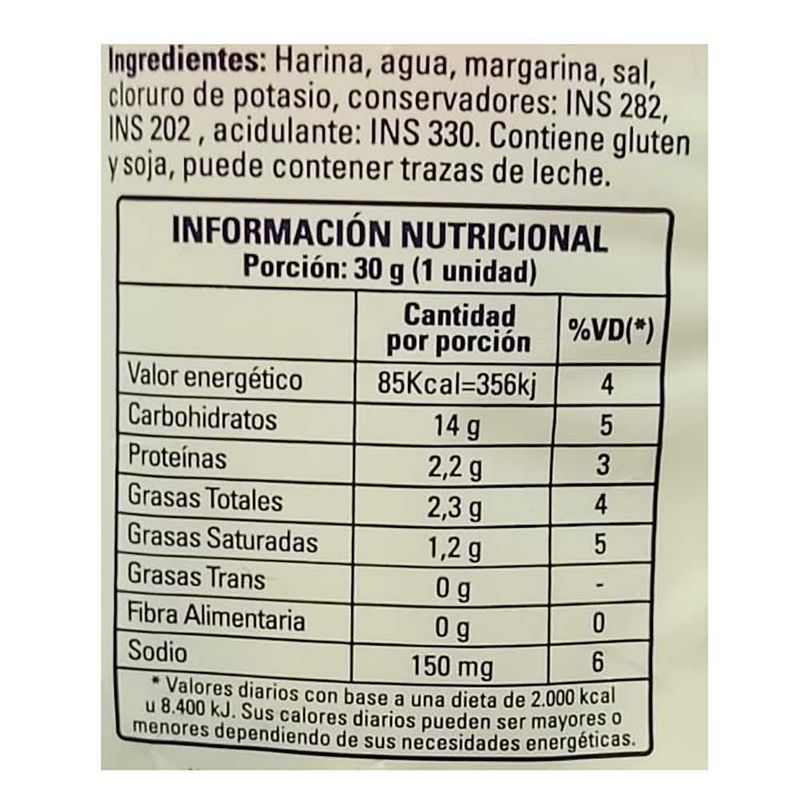 Ingredientes: Harina, agua, margarina, sal,
cloruro de potasio, conservadores: INS 282,
INS 202 , acidulante: INS 330. Contiene gluten
y soja, puede contener trazas de leche.
INFORMACIÓN NUTRICIONAL
Porción: 30 g (1 unidad)
Cantidad
por porción %VD(*)
Valor energético 85Kcal=356kj 4
Carbohidratos 14 g 5
Proteínas 2,2 g 3
Grasas Totales 2,3 g 4
Grasas Saturadas 1,2 g 5
Grasas Trans 0 g -
Fibra Alimentaria 0 g 0
Sodio 150 mg 6
* Valores diarios con base a una dieta de 2.000 kcal
u 8.400 kJ. Sus calores diarios pueden ser mayores o
menores dependiendo de sus necesidades energéticas.